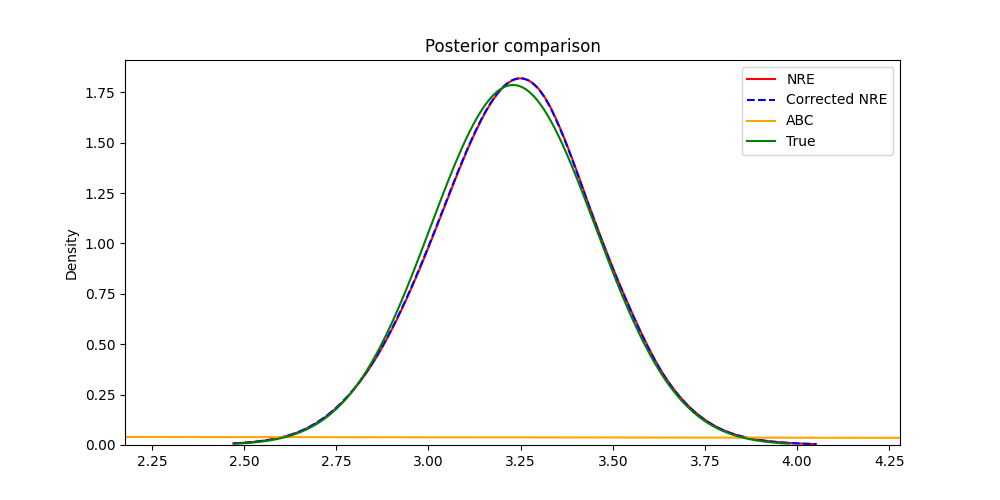 Posterior comparison
NRE
Corrected NRE
ABC
True
Density
1.75
1.50
1.25
1.00
0.75
0.50
0.25
0.00
2.25 2.50 2.75 3.00 3.25 3.50 3.75 4.00 4.25